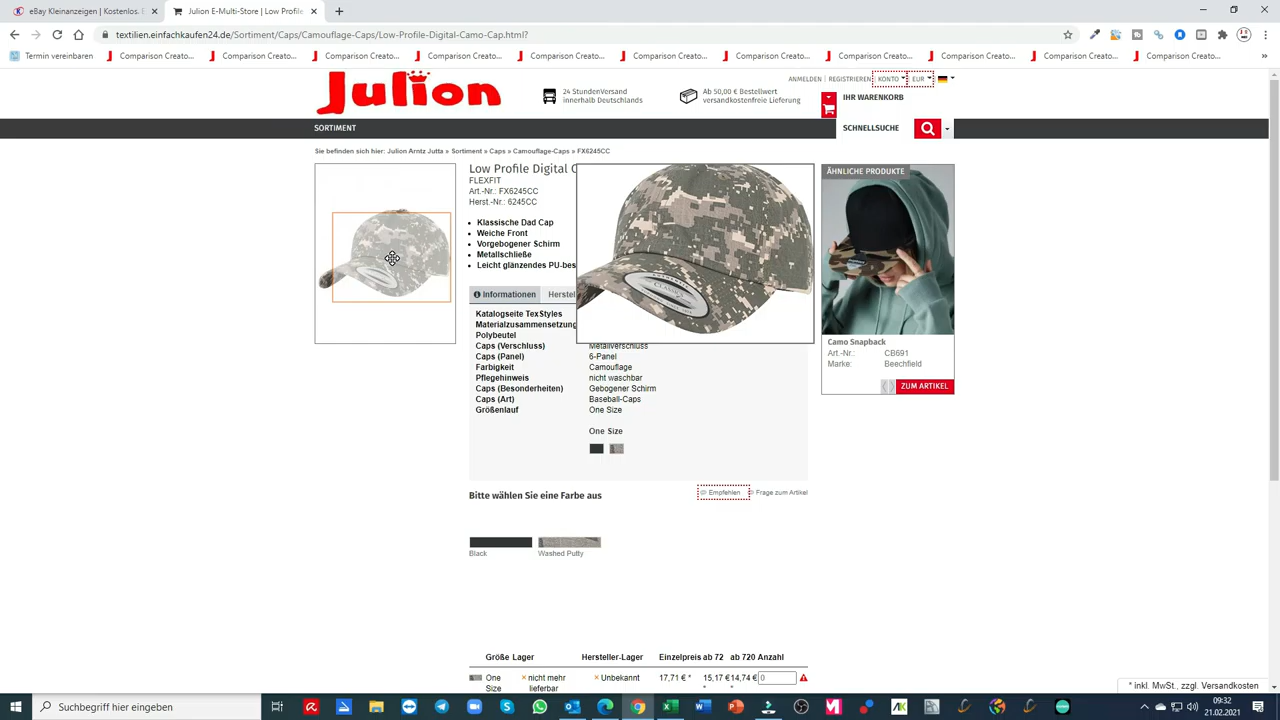 eBay Kleinanzeigen | Kostenlos. E
Julion JTU Textilien - Low Profile
textilien.einfachkaufen24.de/Sortiment/Caps/Camouflage-Caps/Low-Profile-Digital-Camo-Cap.html?
Termin vereinbaren
Comparison Creato...
Comparison Creato...
Comparison Creato...
Comparison Creato...
Comparison Creato...
Comparison Creato...
Comparison Creato...
Comparison Creato...
Comparison Creato...
Comparison Creato...
Comparison Creato...
Julion
24 StundenVersand
innerhalb Deutschlands
Ab 50,00 € Bestellwert
versandkostenfreie Lieferung
ANMELDEN | REGISTRIEREN
KONTO
EUR
IHR WARENKORB
SORTIMENT
SCHNELLSUCHE
Sie befinden sich hier: Julion Arntz Jutta » Sortiment » Caps » Camouflage-Caps » FX6245CC
Low Profile Digital C
FLEXFIT
Art.-Nr.: FX6245CC
Herst.-Nr.: 6245CC
Klassische Dad Cap
Weiche Front
Vorgebogener Schirm
Metallschließe
Leicht glänzendes PU-bes
CLASSICS
ÄHNLICHE PRODUKTE
Camo Snapback
Art.-Nr.: CB691
Marke: Beechfield
ZUM ARTIKEL
Informationen
Herstel
Katalogseite TexStyles
Materialzusammensetzung
Polybeutel
Caps (Verschluss) Metallverschluss
Caps (Panel) 6-Panel
Farbigkeit Camouflage
Pflegehinweis nicht waschbar
Caps (Besonderheiten) Gebogener Schirm
Caps (Art) Baseball-Caps
Größenlauf One Size
One Size
Bitte wählen Sie eine Farbe aus
Empfehlen
Frage zum Artikel
Black
Washed Putty
Größe Lager Hersteller-Lager Einzelpreis ab 72 ab 720 Anzahl
One Size
nicht mehr lieferbar
Unbekannt
17,71 € *
15,17 € *
14,74 €
0
* inkl. MwSt., zzgl. Versandkosten
Suchbegriff hier eingeben
09:32
21.02.2021